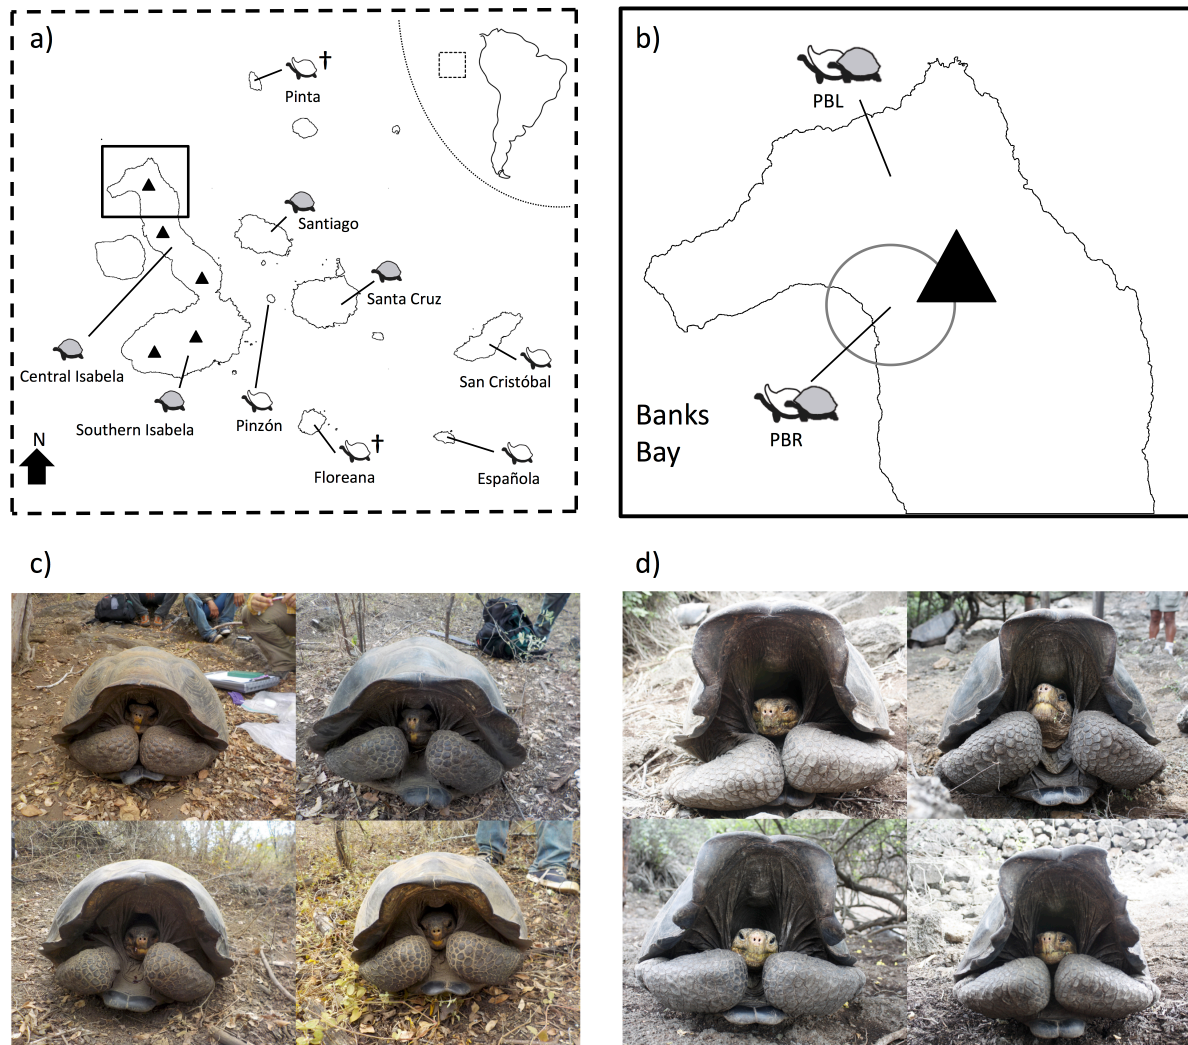 a)
†
Pinta
Santiago
Santa Cruz
Central Isabela
San Cristóbal
Southern Isabela
Pinzón
N
†
Floreana
Española
b)
PBL
Banks
Bay
PBR
c)
d)